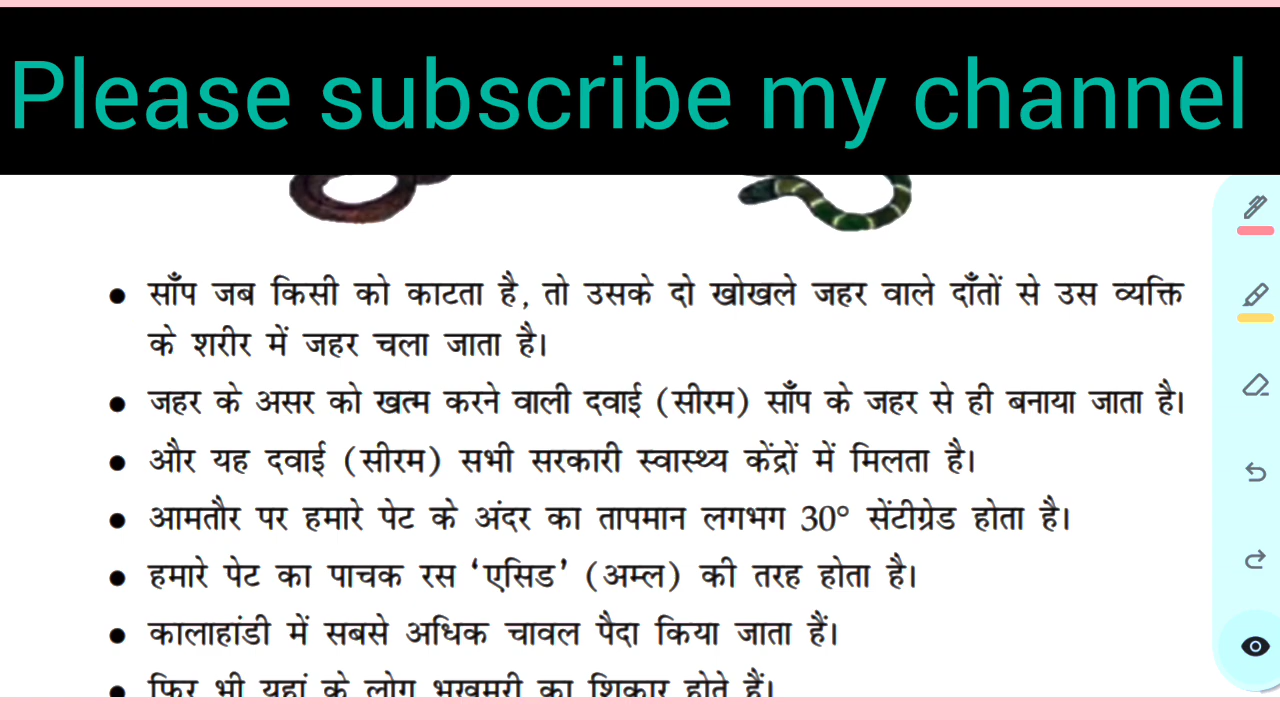 Please subscribe my channel
• साँप जब किसी को काटता है, तो उसके दो खोखले जहर वाले दाँतों से उस व्यक्ति
के शरीर में जहर चला जाता है।
• जहर के असर को खत्म करने वाली दवाई (सीरम) साँप के जहर से ही बनाया जाता है।
• और यह दवाई (सीरम) सभी सरकारी स्वास्थ्य केंद्रों में मिलता है।
• आमतौर पर हमारे पेट के अंदर का तापमान लगभग 30° सेंटीग्रेड होता है।
• हमारे पेट का पाचक रस ‘एसिड’ (अम्ल) की तरह होता है।
• कालाहांडी में सबसे अधिक चावल पैदा किया जाता हैं।
• फिर भी यहां के लोग भुखमरी का शिकार होते हैं।